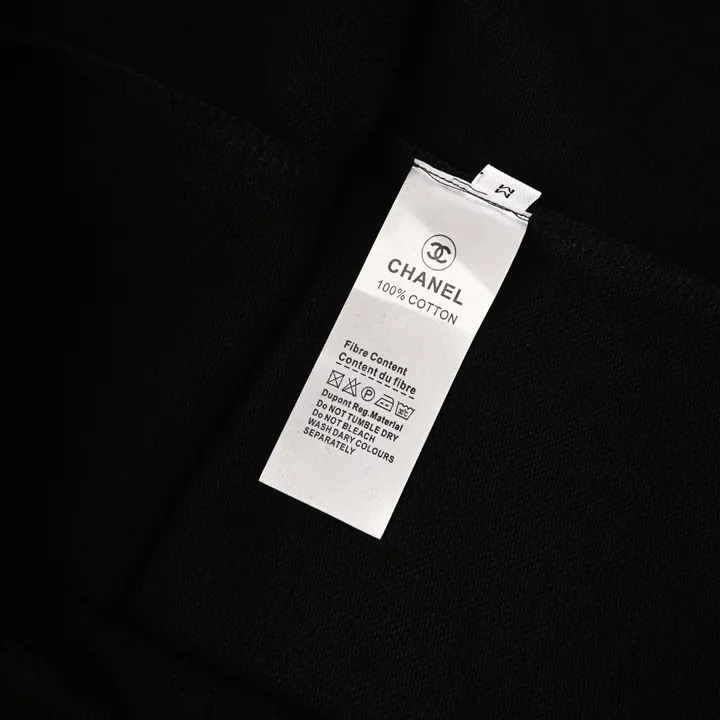 M
CHANEL
100% COTTON
Fibre Content
Content du fibre
Dupont Reg.Material
Do NOT TUMBLE DRY
Do NOT BLEACH
WASH DARY COLOURS
SEPARATELY